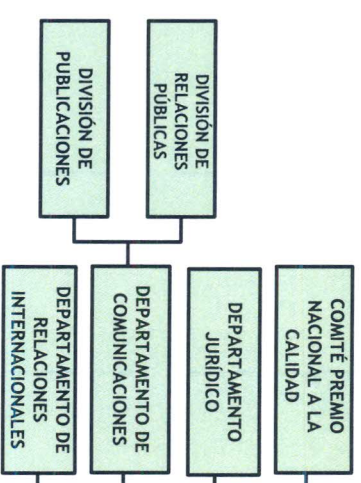 COMITÉ PREMIO
NACIONAL A LA
CALIDAD
DEPARTAMENTO
JURÍDICO
DEPARTAMENTO DE
COMUNICACIONES
DEPARTAMENTO DE
RELACIONES
INTERNACIONALES
DIVISIÓN DE
RELACIONES
PÚBLICAS
DIVISIÓN DE
PUBLICACIONES